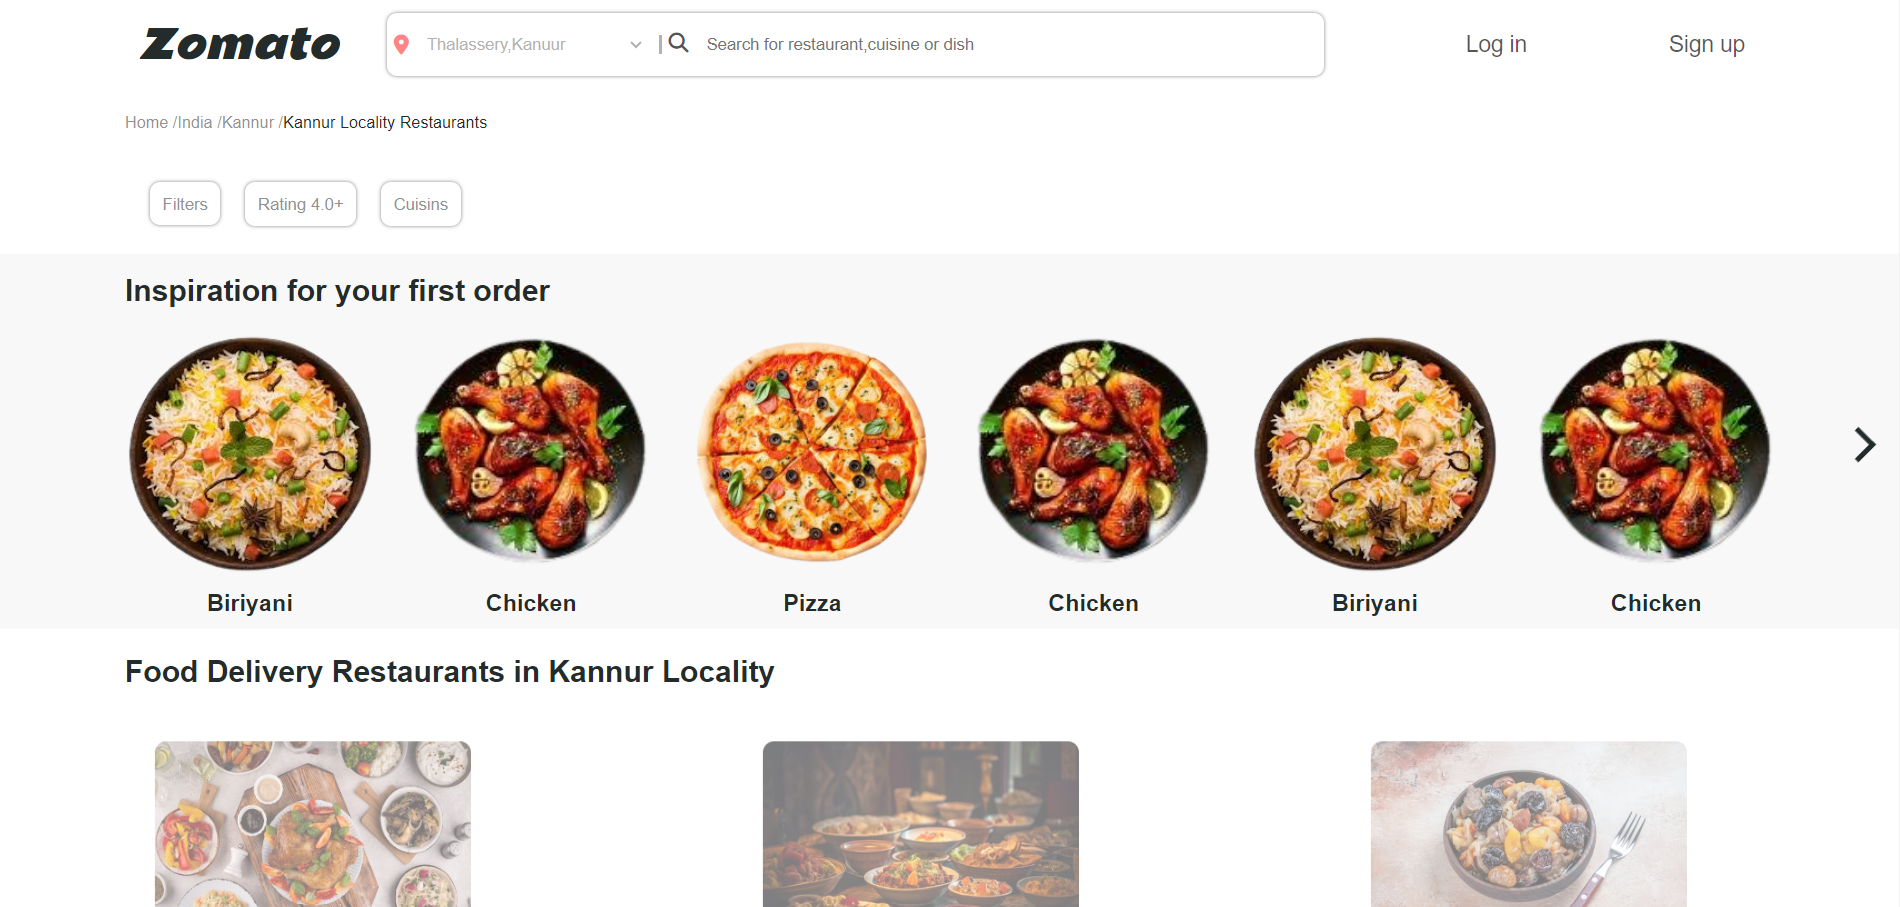 Zomato
Thalassery,Kanuur
Search for restaurant,cuisine or dish
Log in
Sign up
Home /India /Kannur /Kannur Locality Restaurants
Filters
Rating 4.0+
Cuisins
Inspiration for your first order
Biriyani
Chicken
Pizza
Chicken
Biriyani
Chicken
Food Delivery Restaurants in Kannur Locality